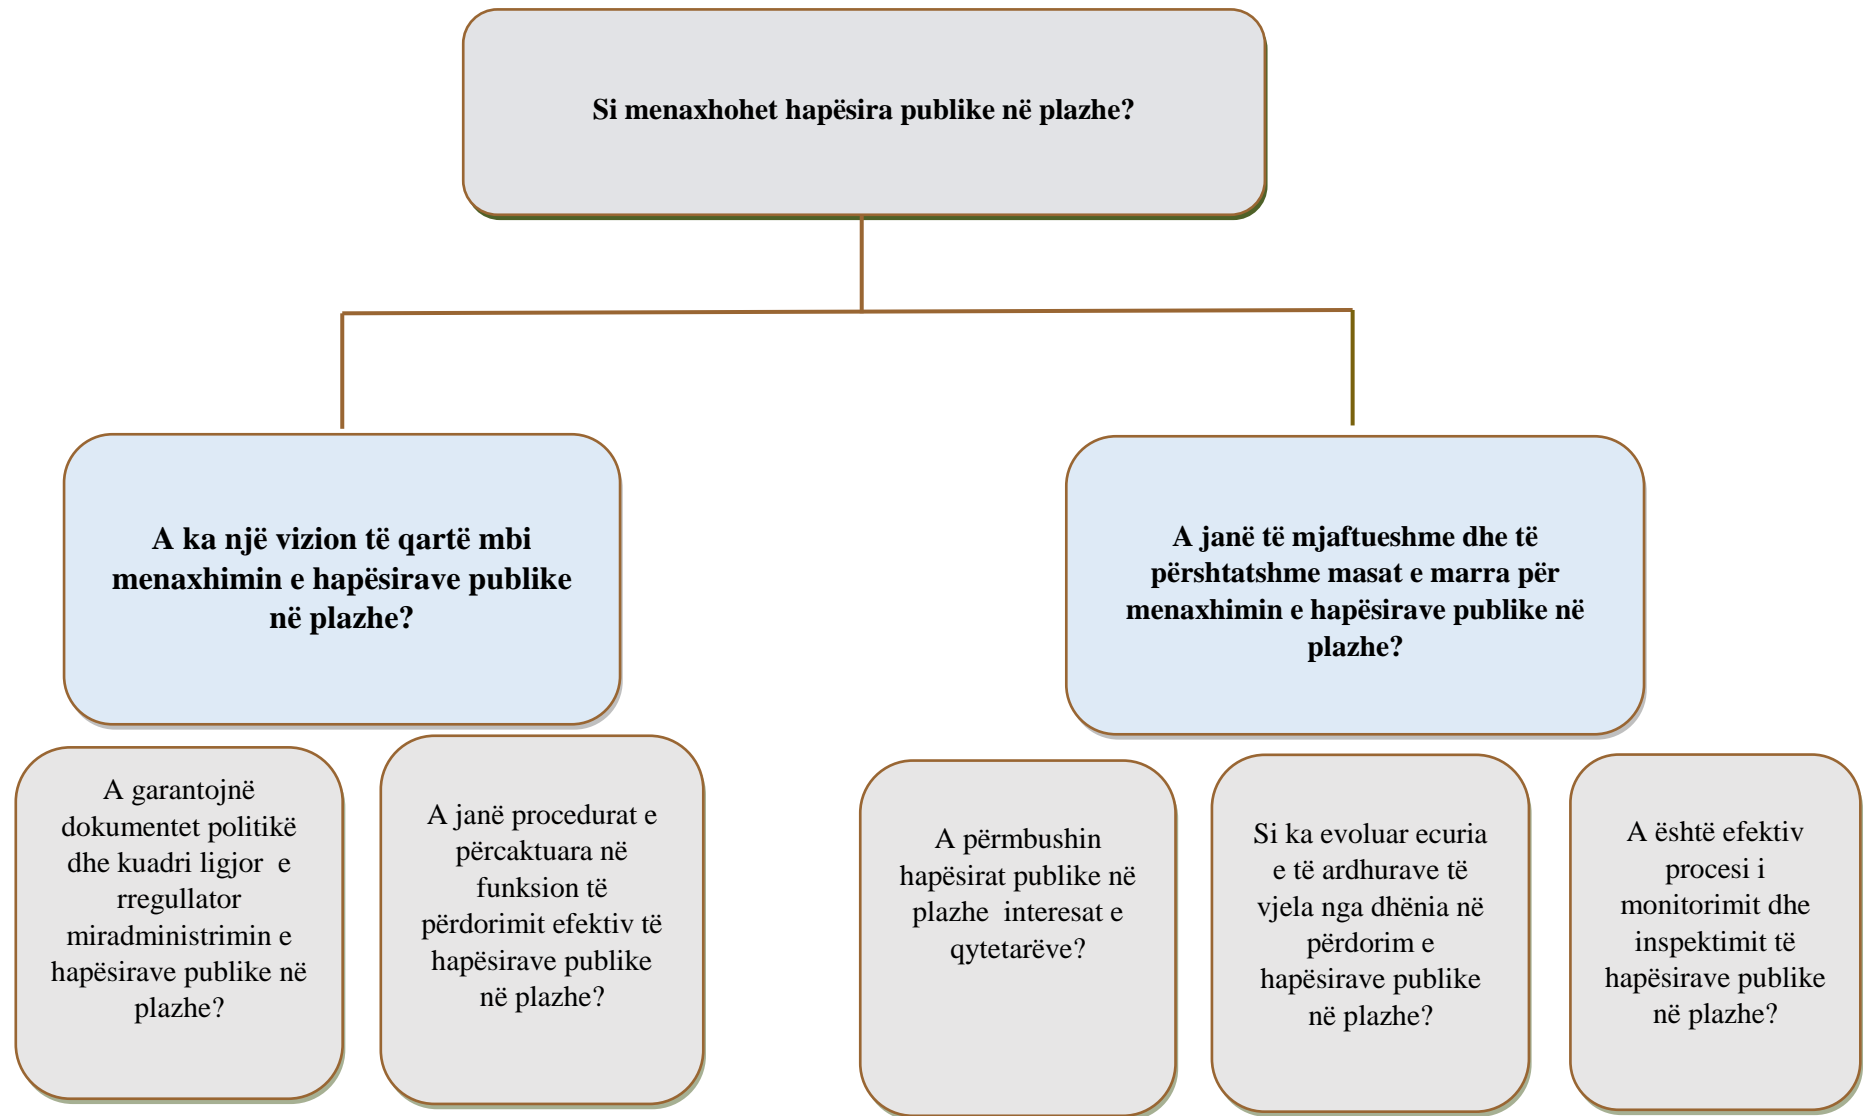 Si menaxhohet hapësira publike në plazhe?
A ka një vizion të qartë mbi
menaxhimin e hapësirave publike
në plazhe?
A janë të mjaftueshme dhe të
përshtatshme masat e marra për
menaxhimin e hapësirave publike në
plazhe?
A garantojnë
dokumentet politikë
dhe kuadri ligjor  e
rregullator
miradministrimin e
hapësirave publike në
plazhe?
A janë procedurat e
përcaktuara në
funksion të
përdorimit efektiv të
hapësirave publike
në plazhe?
A përmbushin
hapësirat publike në
plazhe  interesat e
qytetarëve?
Si ka evoluar ecuria
e të ardhurave të
vjela nga dhënia në
përdorim e
hapësirave publike
në plazhe?
A është efektiv
procesi i
monitorimit dhe
inspektimit të
hapësirave publike
në plazhe?